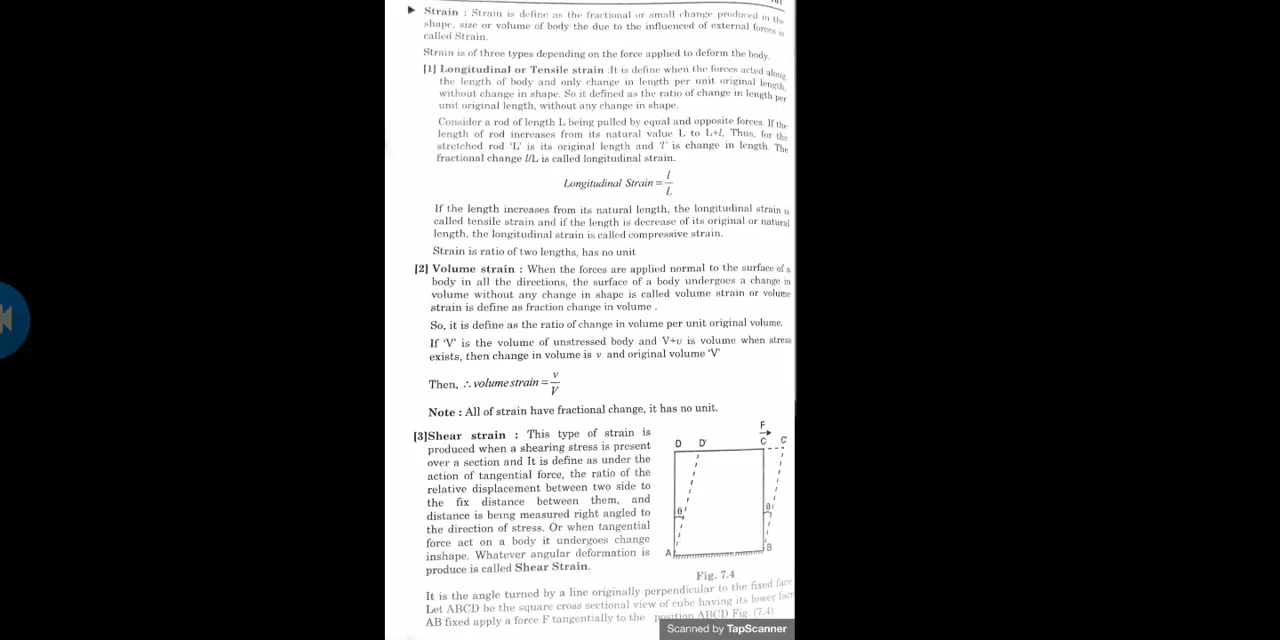 ► Strain : Strain is define as the fractional or small change produced in the
shape, size or volume of body the due to the influenced of external forces is
called Strain.
Strain is of three types depending on the force applied to deform the body.
[1] Longitudinal or Tensile strain :It is define when the forces acted along
the length of body and only change in length per unit original length,
without change in shape. So it defined as the ratio of change in length per
unit original length, without any change in shape.
Consider a rod of length L being pulled by equal and opposite forces. If the
length of rod increases from its natural value L to L+l, Thus, for the
stretched rod 'L' is its original length and 'l' is change in length. The
fractional change l/L is called longitudinal strain.
Longitudinal Strain = l/L
If the length increases from its natural length, the longitudinal strain is
called tensile strain and if the length is decrease of its original or natural
length, the longitudinal strain is called compressive strain.
Strain is ratio of two lengths, has no unit
[2] Volume strain : When the forces are applied normal to the surface of a
body in all the directions, the surface of a body undergoes a change in
volume without any change in shape is called volume strain or volume
strain is define as fraction change in volume .
So, it is define as the ratio of change in volume per unit original volume.
If 'V' is the volume of unstressed body and V+υ is volume when stress
exists, then change in volume is v and original volume 'V'
Then, ∴ volume strain = v/V
Note : All of strain have fractional change, it has no unit.
[3]Shear strain : This type of strain is
produced when a shearing stress is present
over a section and It is define as under the
action of tangential force, the ratio of the
relative displacement between two side to
the fix distance between them, and
distance is being measured right angled to
the direction of stress. Or when tangential
force act on a body it undergoes change
inshape. Whatever angular deformation is
produce is called Shear Strain.
F
D D' C C'
θ θ
A B
Fig. 7.4
It is the angle turned by a line originally perpendicular to the fixed face
Let ABCD be the square cross sectional view of cube having its lower face
AB fixed apply a force F tangentially to the position ABCD Fig. (7.4)
Scanned by TapScanner